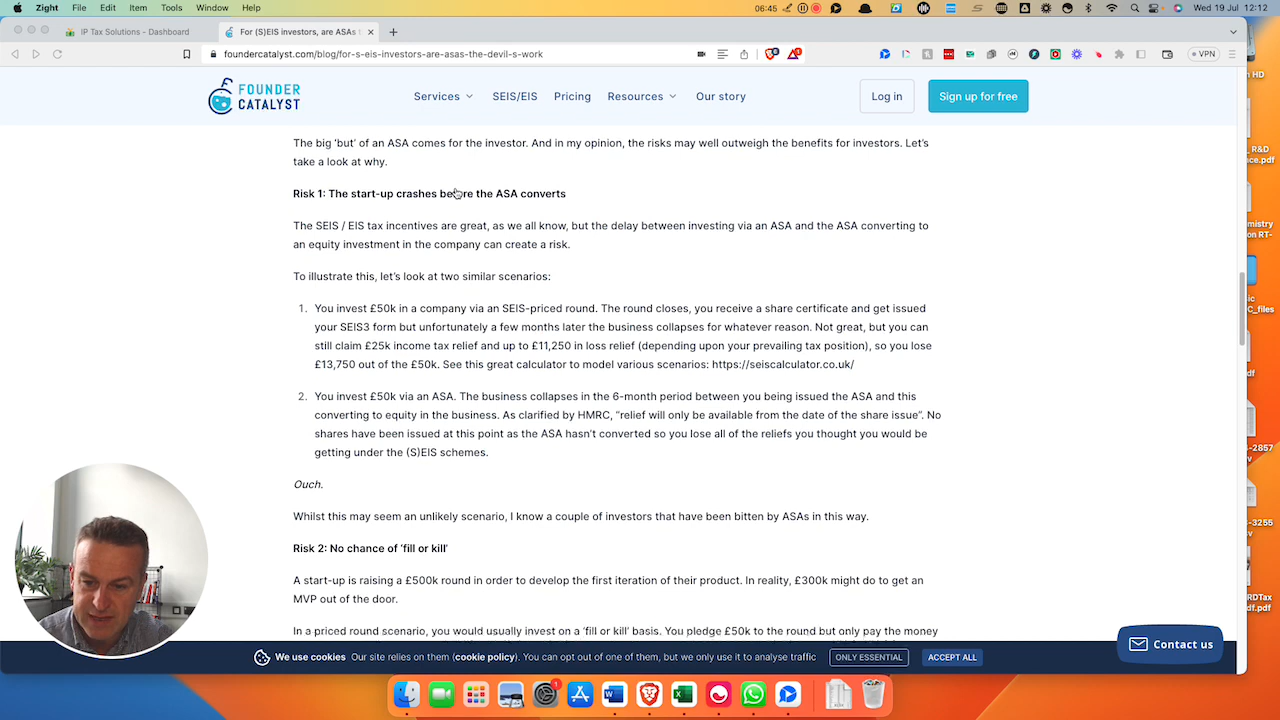 Zight File Edit Item Tools Window Help 06:45 Wed 19 Jul 12:12
IP Tax Solutions - Dashboard For (S)EIS investors, are ASAs t
foundercatalyst.com/blog/for-s-eis-investors-are-asas-the-devil-s-work VPN
FOUNDER
CATALYST
Services SEIS/EIS Pricing Resources Our story Log in Sign up for free
The big 'but' of an ASA comes for the investor. And in my opinion, the risks may well outweigh the benefits for investors. Let's
take a look at why.
Risk 1: The start-up crashes before the ASA converts
The SEIS / EIS tax incentives are great, as we all know, but the delay between investing via an ASA and the ASA converting to
an equity investment in the company can create a risk.
To illustrate this, let's look at two similar scenarios:
1. You invest £50k in a company via an SEIS-priced round. The round closes, you receive a share certificate and get issued
your SEIS3 form but unfortunately a few months later the business collapses for whatever reason. Not great, but you can
still claim £25k income tax relief and up to £11,250 in loss relief (depending upon your prevailing tax position), so you lose
£13,750 out of the £50k. See this great calculator to model various scenarios: https://seiscalculator.co.uk/
2. You invest £50k via an ASA. The business collapses in the 6-month period between you being issued the ASA and this
converting to equity in the business. As clarified by HMRC, "relief will only be available from the date of the share issue". No
shares have been issued at this point as the ASA hasn't converted so you lose all of the reliefs you thought you would be
getting under the (S)EIS schemes.
Ouch.
Whilst this may seem an unlikely scenario, I know a couple of investors that have been bitten by ASAs in this way.
Risk 2: No chance of 'fill or kill'
A start-up is raising a £500k round in order to develop the first iteration of their product. In reality, £300k might do to get an
MVP out of the door.
In a priced round scenario, you would usually invest on a 'fill or kill' basis. You pledge £50k to the round but only pay the money
We use cookies Our site relies on them (cookie policy). You can opt out of one of them, but we only use it to analyse traffic ONLY ESSENTIAL ACCEPT ALL
Contact us
HD
R&D
ice.pdf
mistry
on RT-
sic
C_files
df
-2857
v
-3255
cv
RDTax
df.pdf